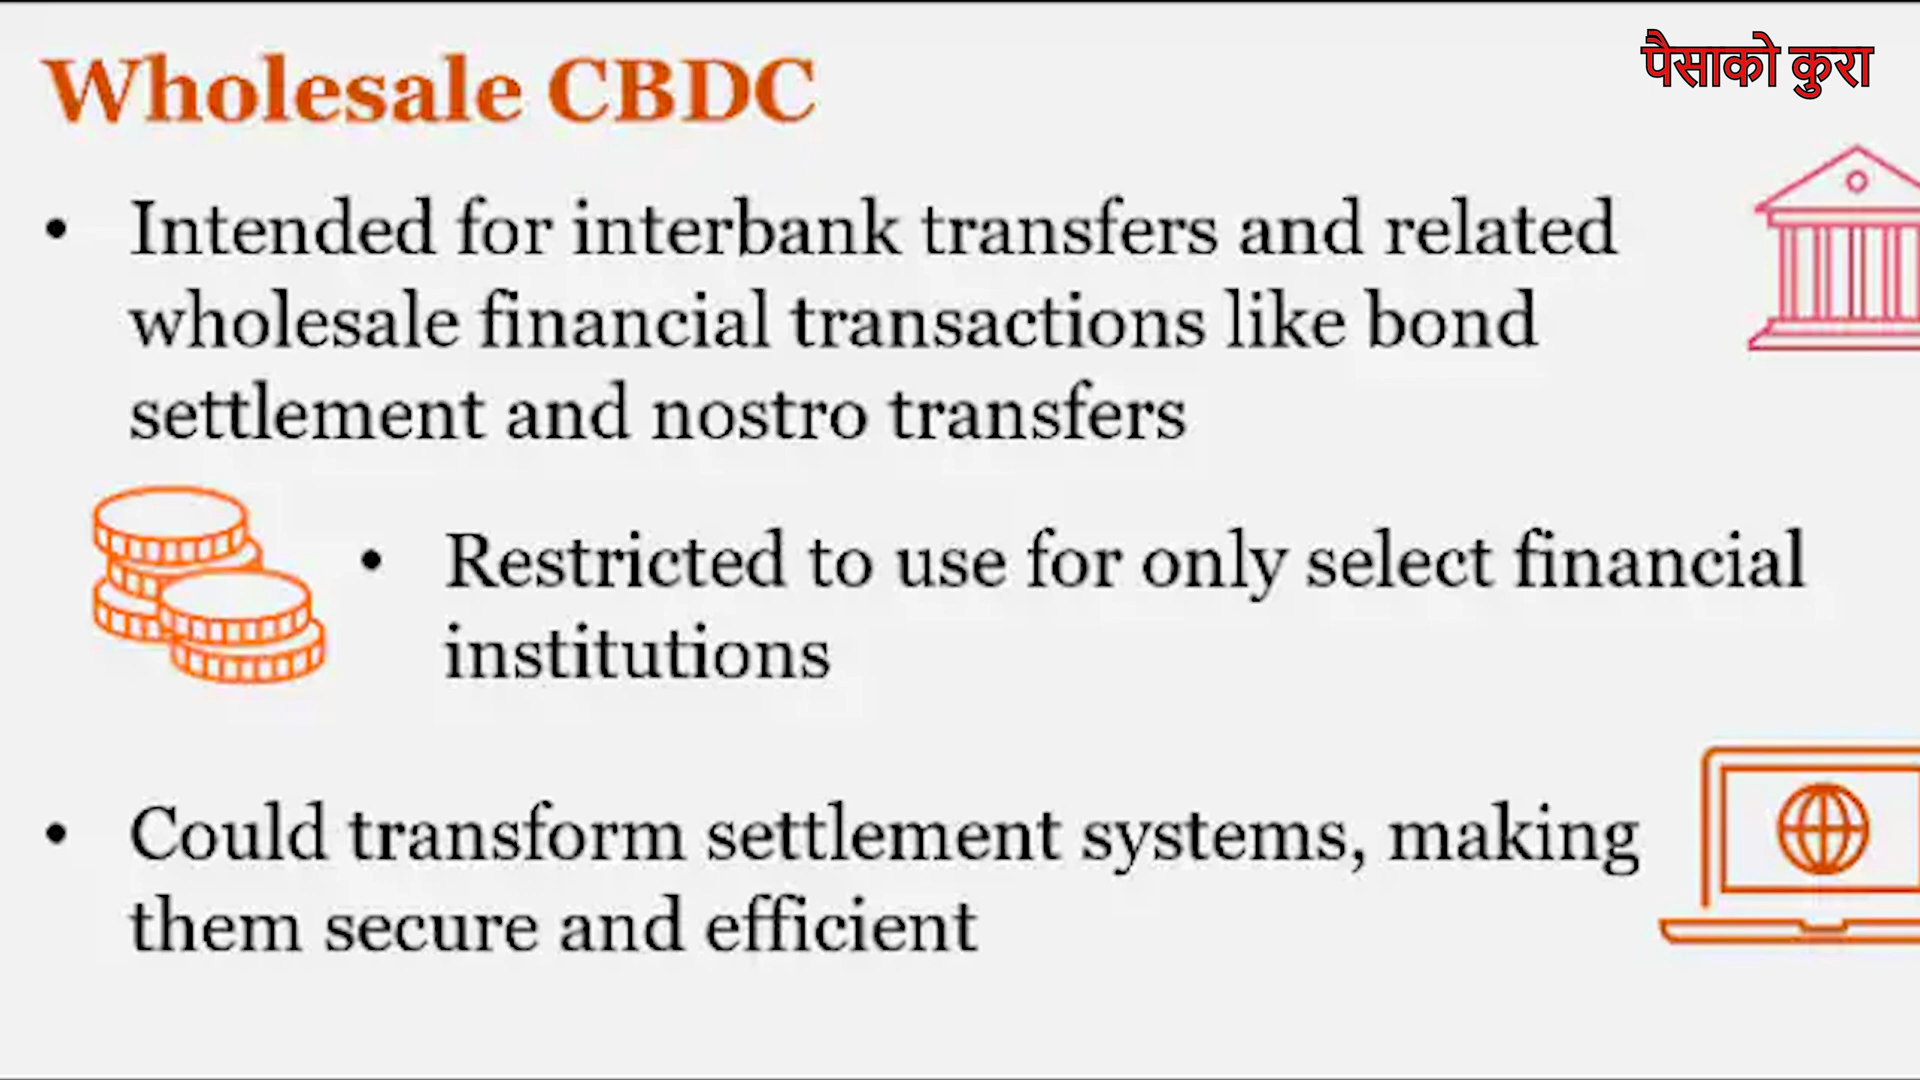 Wholesale CBDC
पैसाको कुरा
• Intended for interbank transfers and related
wholesale financial transactions like bond
settlement and nostro transfers
• Restricted to use for only select financial
institutions
• Could transform settlement systems, making
them secure and efficient